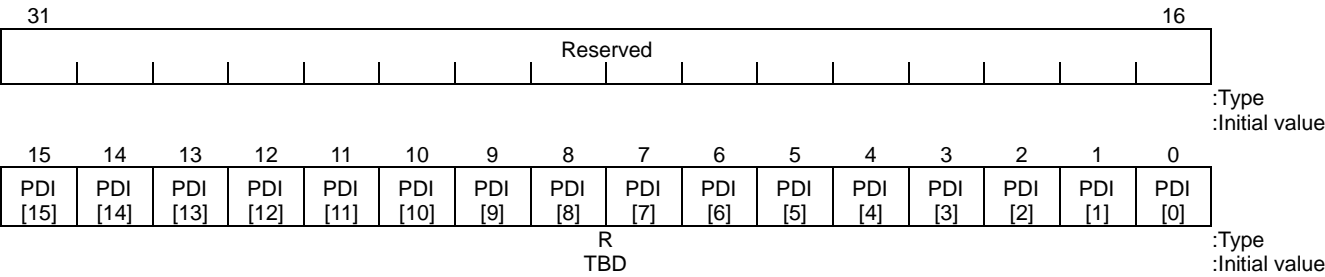 31 16
Reserved
:Type
:Initial value
15 14 13 12 11 10 9 8 7 6 5 4 3 2 1 0
PDI PDI PDI PDI PDI PDI PDI PDI PDI PDI PDI PDI PDI PDI PDI PDI
[15] [14] [13] [12] [11] [10] [9] [8] [7] [6] [5] [4] [3] [2] [1] [0]
R :Type
TBD :Initial value